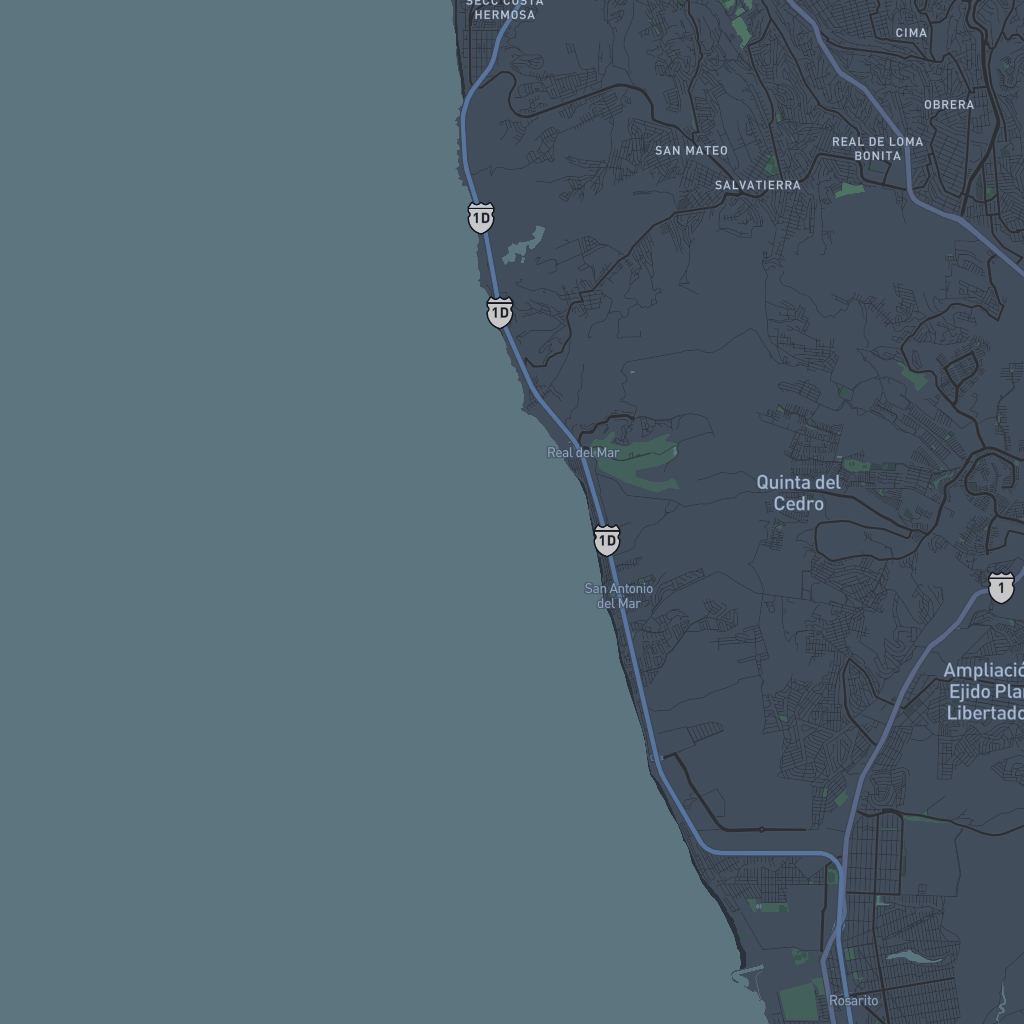 SECC COSTA
HERMOSA
CIMA
OBRERA
REAL DE LOMA
BONITA
SAN MATEO
SALVATIERRA
1D
1D
Real del Mar
Quinta del
Cedro
1D
San Antonio
del Mar
1
Ampliació
Ejido Pla
Libertado
Rosarito